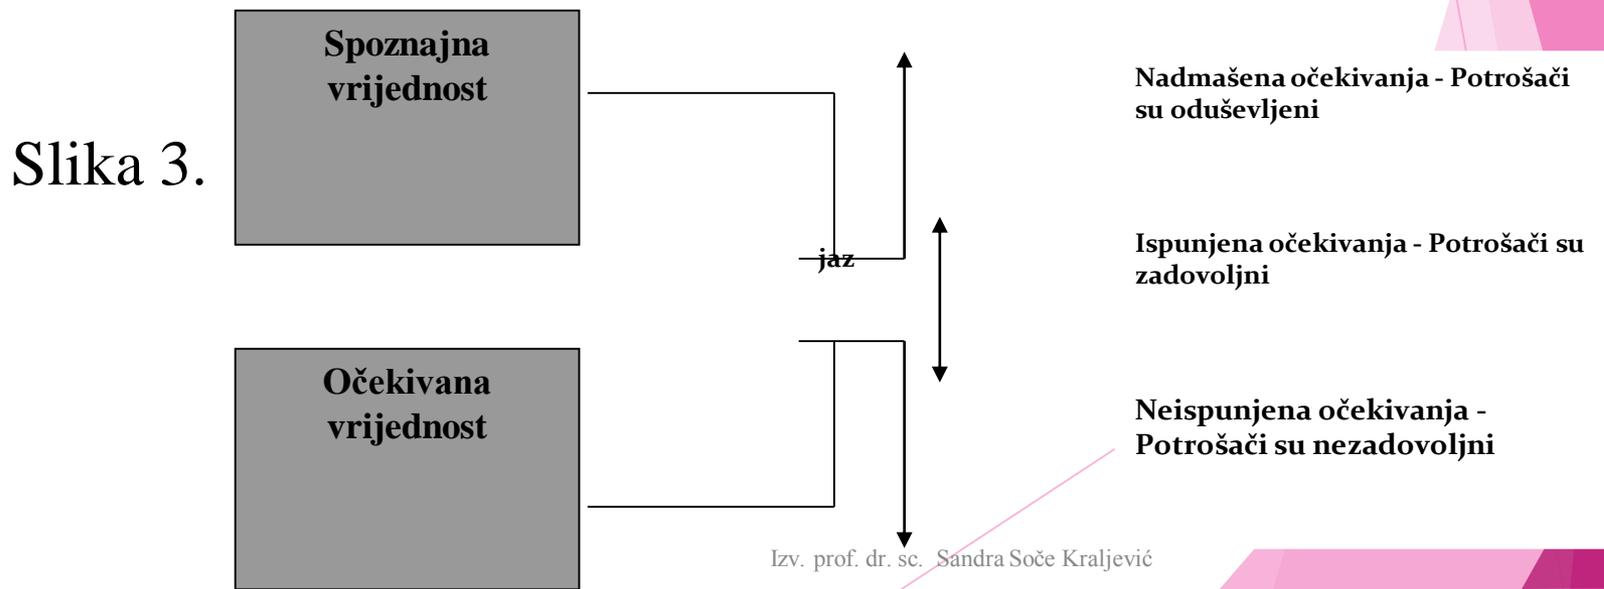 Slika 3.
Spoznajna
vrijednost
jaz
Očekivana
vrijednost
Nadmašena očekivanja - Potrošači
su oduševljeni
Ispunjena očekivanja - Potrošači su
zadovoljni
Neispunjena očekivanja -
Potrošači su nezadovoljni
Izv. prof. dr. sc. Sandra Soče Kraljević